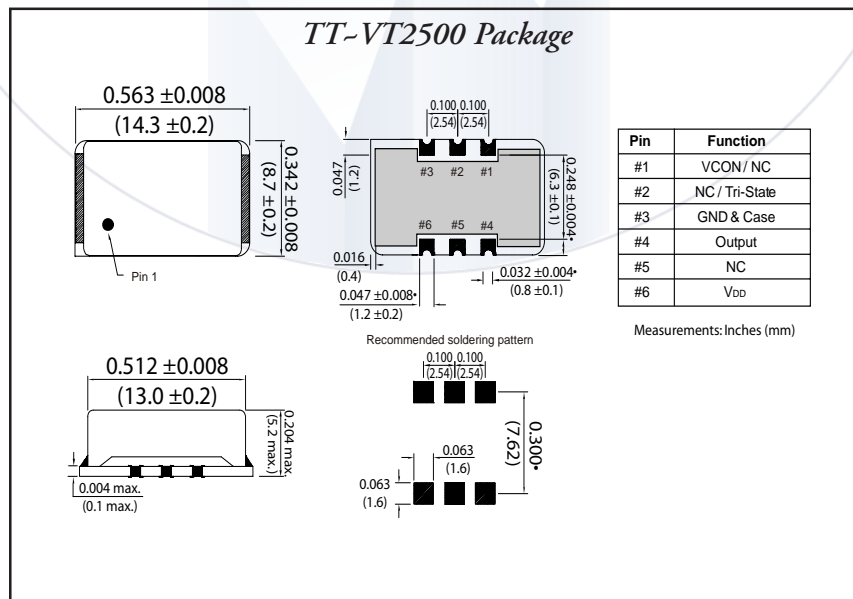 TT-VT2500 Package
0.563 ±0.008
(14.3 ±0.2)
0.342 ±0.008
(8.7 ±0.2)
Pin 1
0.100 0.100
(2.54) (2.54)
0.047
(1.2)
#3 #2 #1
#6 #5 #4
0.248 ±0.004•
(6.3 ±0.1)
0.016
(0.4)
0.032 ±0.004•
(0.8 ±0.1)
0.047 ±0.008•
(1.2 ±0.2)
Pin Function
#1 VCON / NC
#2 NC / Tri-State
#3 GND & Case
#4 Output
#5 NC
#6 VDD
Measurements: Inches (mm)
0.512 ±0.008
(13.0 ±0.2)
0.204 max.
(5.2 max.)
0.004 max.
(0.1 max.)
Recommended soldering pattern
0.100 0.100
(2.54) (2.54)
0.300•
(7.62)
0.063
(1.6)
0.063
(1.6)